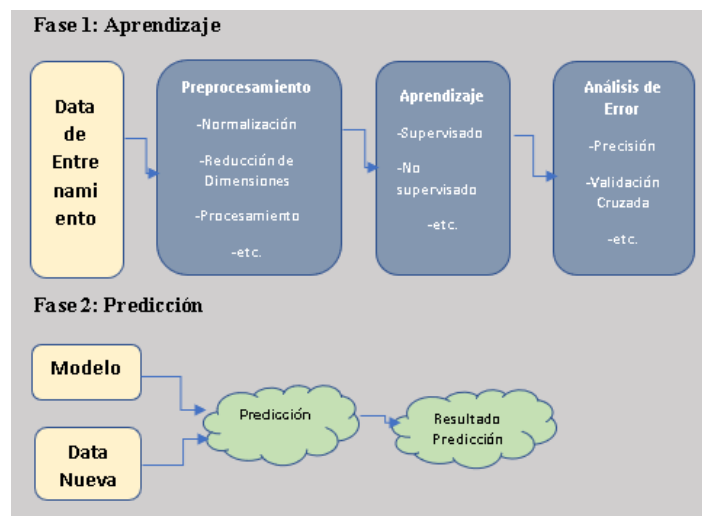 Fase 1: Aprendizaje
Data
de
Entre
nami
ento
Preprocesamiento
-Normalización
-Reducción de
Dimensiones
-Procesamiento
-etc.
Aprendizaje
-Supervisado
-No
supervisado
-etc.
Análisis de
Error
-Precisión
-Validación
Cruzada
-etc.
Fase 2: Predicción
Modelo
Data
Nueva
Predicción
Resultado
Predicción